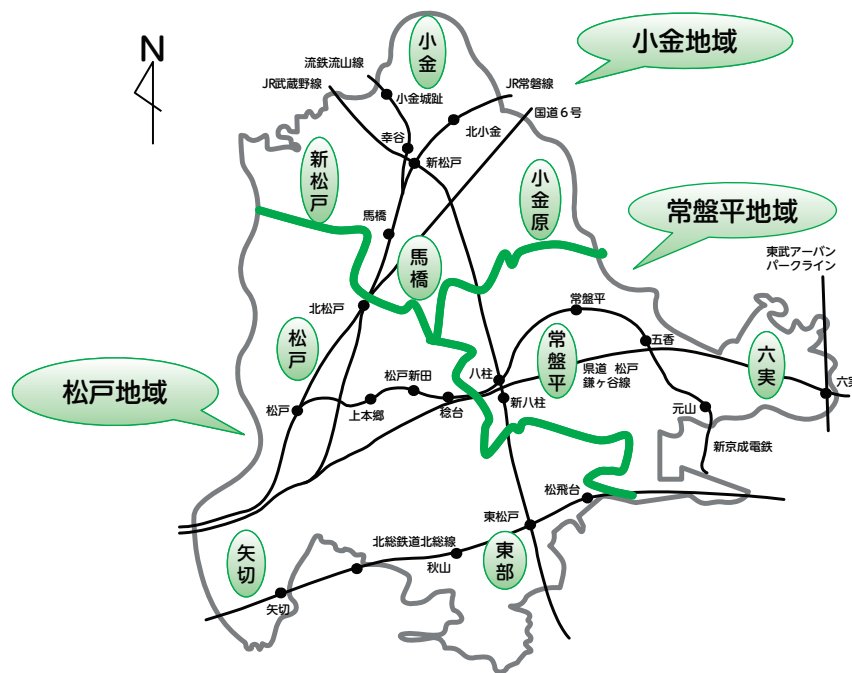 N
小金
小金地域
流鉄流山線
JR武蔵野線
JR常磐線
小金城趾
国道6号
北小金
幸谷
新松戸
新松戸
小金原
常盤平地域
馬橋
馬橋
東武アーバン
パークライン
北松戸
常盤平
松戸
五香
常盤平
六実
松戸地域
松戸新田
八柱
県道 松戸
鎌ヶ谷線
六実
松戸
上本郷
稔台
新八柱
元山
新京成電鉄
松飛台
東松戸
矢切
北総鉄道北総線
東部
秋山
矢切